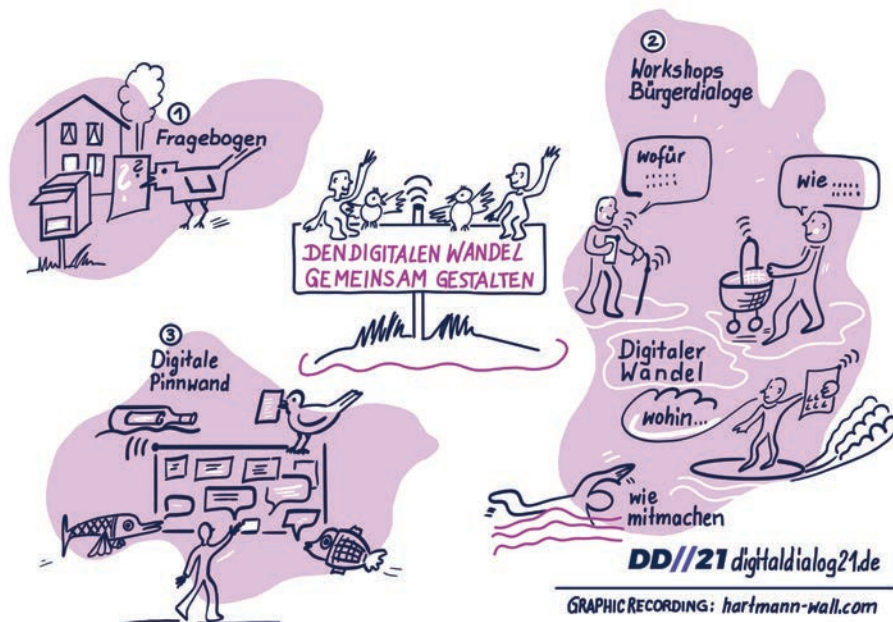 1
Fragebogen
? ?
DEN DIGITALEN WANDEL
GEMEINSAM GESTALTEN
2
Workshops
Bürgerdialoge
wofür
......
wie ......
Digitaler
Wandel
wohin...
wie
mitmachen
3
Digitale
Pinnwand
DD//21 digitaldialog21.de
GRAPHIC RECORDING: hartmann-wall.com